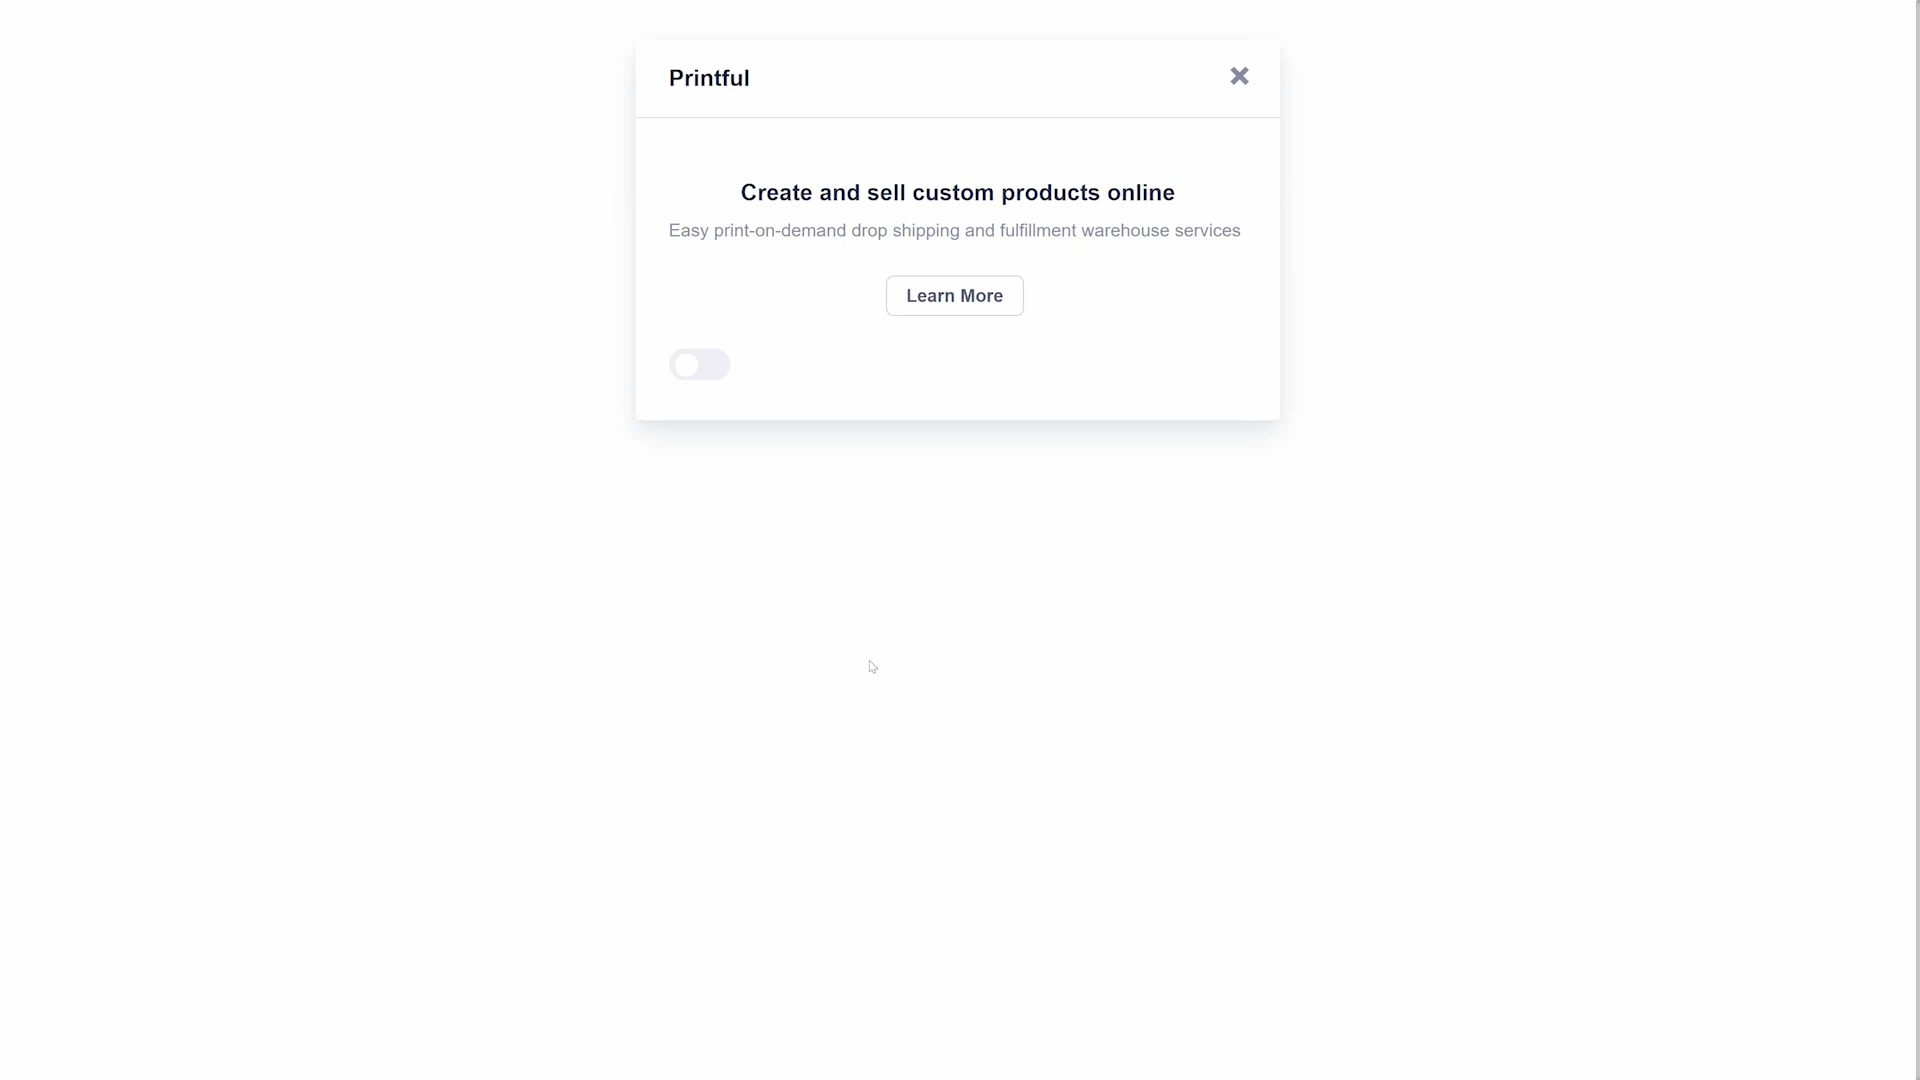 Printful
Create and sell custom products online
Easy print-on-demand drop shipping and fulfillment warehouse services
Learn More